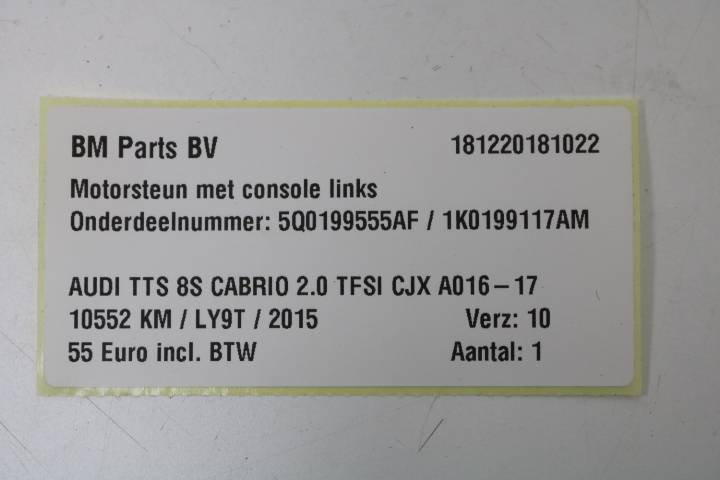 BM Parts BV 181220181022
Motorsteun met console links
Onderdeelnummer: 5Q0199555AF / 1K0199117AM
AUDI TTS 8S CABRIO 2.0 TFSI CJX A016-17
10552 KM / LY9T / 2015 Verz: 10
55 Euro incl. BTW Aantal: 1